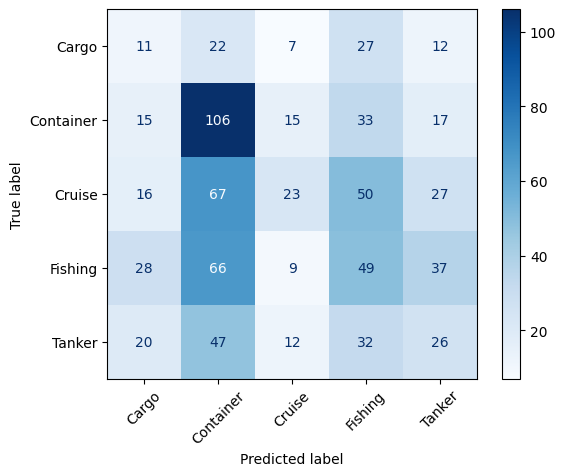 Cargo 11 22 7 27 12
Container 15 106 15 33 17
Cruise 16 67 23 50 27
Fishing 28 66 9 49 37
Tanker 20 47 12 32 26
Cargo Container Cruise Fishing Tanker
Predicted label
True label
100
80
60
40
20